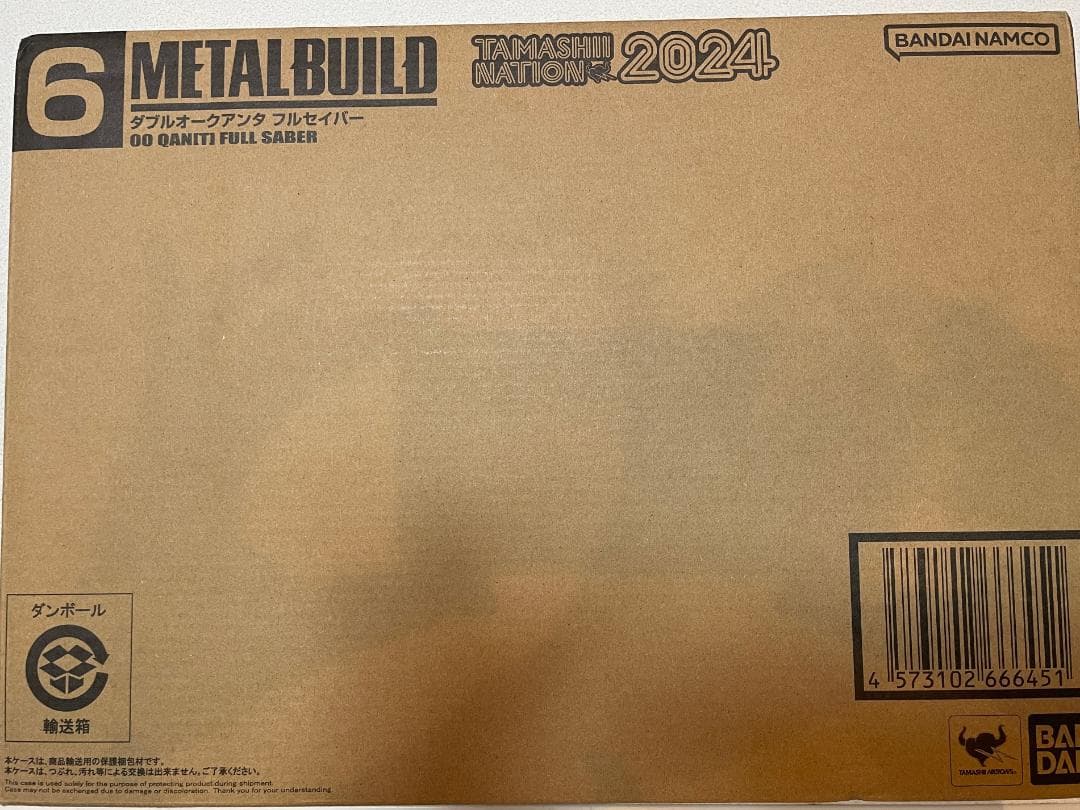 6
METAL BUILD
ダブルオークアンタ フルセイバー
00 QAN[T] FULL SABER
TAMASHII
NATION 2024
BANDAI NAMCO
ダンボール
輸送箱
本ケースは、商品輸送用の保護梱包材です。
本ケースは、つぶれ、汚れ等による交換は出来ません。ご了承ください。
This case is used solely for the purpose of protecting product during shipment.
Case may not be exchanged due to damage or discoloration. Thank you for your understanding.
4 573102 666451
TAMASHII NATIONS
BAN
DAI